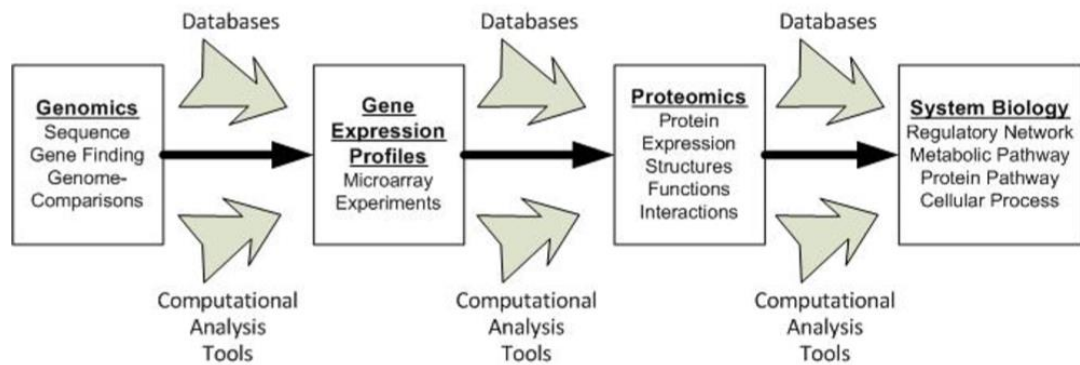 Databases
Databases
Databases
Genomics
Sequence
Gene Finding
Genome-
Comparisons
Gene
Expression
Profiles
Microarray
Experiments
Proteomics
Protein
Expression
Structures
Functions
Interactions
System Biology
Regulatory Network
Metabolic Pathway
Protein Pathway
Cellular Process
Computational
Analysis
Tools
Computational
Analysis
Tools
Computational
Analysis
Tools